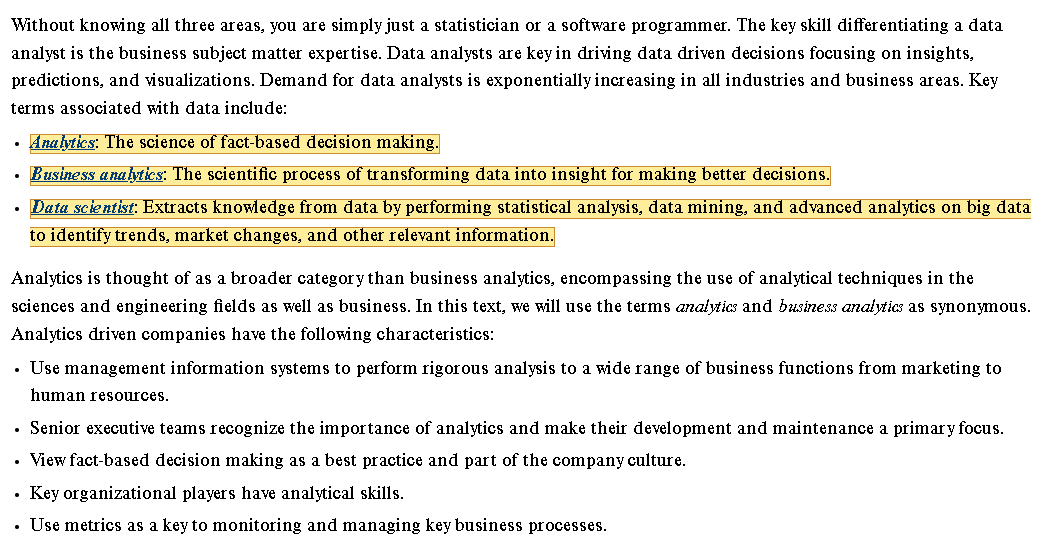 Without knowing all three areas, you are simply just a statistician or a software programmer. The key skill differentiating a data
analyst is the business subject matter expertise. Data analysts are key in driving data driven decisions focusing on insights,
predictions, and visualizations. Demand for data analysts is exponentially increasing in all industries and business areas. Key
terms associated with data include:
• Analytics: The science of fact-based decision making.
• Business analytics: The scientific process of transforming data into insight for making better decisions.
• Data scientist: Extracts knowledge from data by performing statistical analysis, data mining, and advanced analytics on big data
to identify trends, market changes, and other relevant information.
Analytics is thought of as a broader category than business analytics, encompassing the use of analytical techniques in the
sciences and engineering fields as well as business. In this text, we will use the terms analytics and business analytics as synonymous.
Analytics driven companies have the following characteristics:
• Use management information systems to perform rigorous analysis to a wide range of business functions from marketing to
human resources.
• Senior executive teams recognize the importance of analytics and make their development and maintenance a primary focus.
• View fact-based decision making as a best practice and part of the company culture.
• Key organizational players have analytical skills.
• Use metrics as a key to monitoring and managing key business processes.